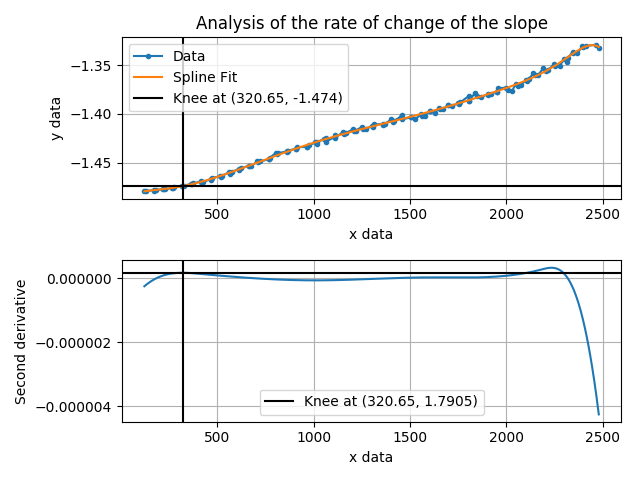 Analysis of the rate of change of the slope
Data
Spline Fit
Knee at (320.65, -1.474)
−1.35
−1.40
−1.45
y data
500
1000
1500
2000
2500
x data
0.000000
−0.000002
−0.000004
Second derivative
Knee at (320.65, 1.7905)
500
1000
1500
2000
2500
x data